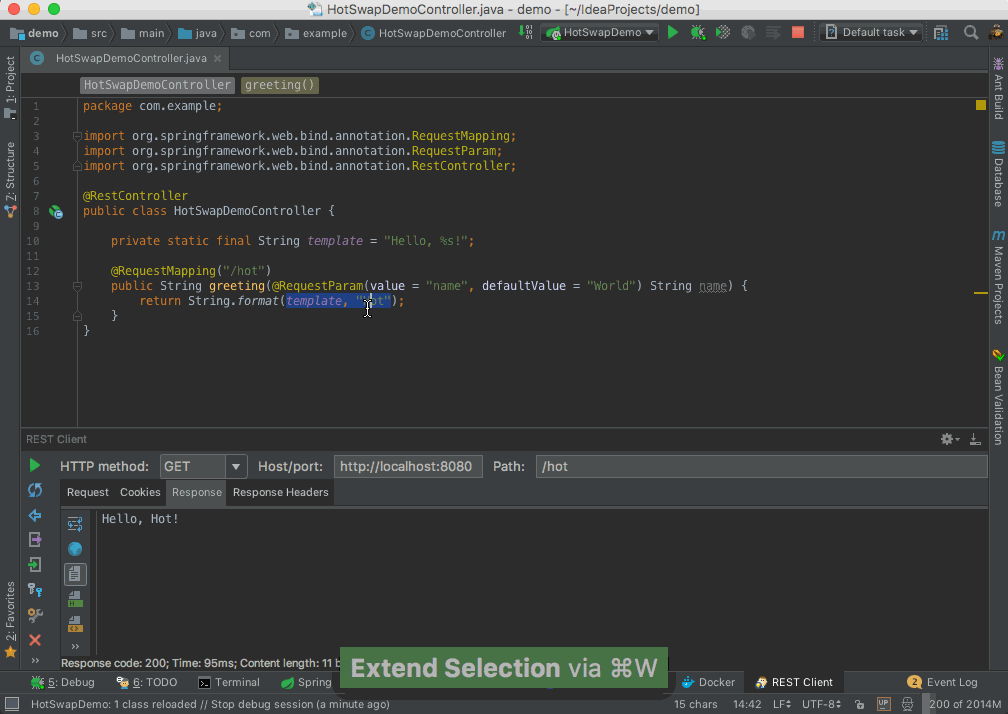 HotSwapDemoController.java - demo - [~/IdeaProjects/demo]
demo src main java com example HotSwapDemoController HotSwapDemo Default task
HotSwapDemoController.java
HotSwapDemoController greeting()
1 package com.example;
2
3 import org.springframework.web.bind.annotation.RequestMapping;
4 import org.springframework.web.bind.annotation.RequestParam;
5 import org.springframework.web.bind.annotation.RestController;
6
7 @RestController
8 public class HotSwapDemoController {
9
10 private static final String template = "Hello, %s!";
11
12 @RequestMapping("/hot")
13 public String greeting(@RequestParam(value = "name", defaultValue = "World") String name) {
14 return String.format(template, "Hot");
15 }
16 }
1: Project
7: Structure
2: Favorites
Ant Build
Database
Maven Projects
Bean Validation
REST Client
HTTP method: GET Host/port: http://localhost:8080 Path: /hot
Request Cookies Response Response Headers
Hello, Hot!
Response code: 200; Time: 95ms; Content length: 11 b
Extend Selection via ⌘W
5: Debug 6: TODO Terminal Spring Docker REST Client 2 Event Log
HotSwapDemo: 1 class reloaded // Stop debug session (a minute ago) 15 chars 14:42 LF UTF-8 UP 200 of 2014M